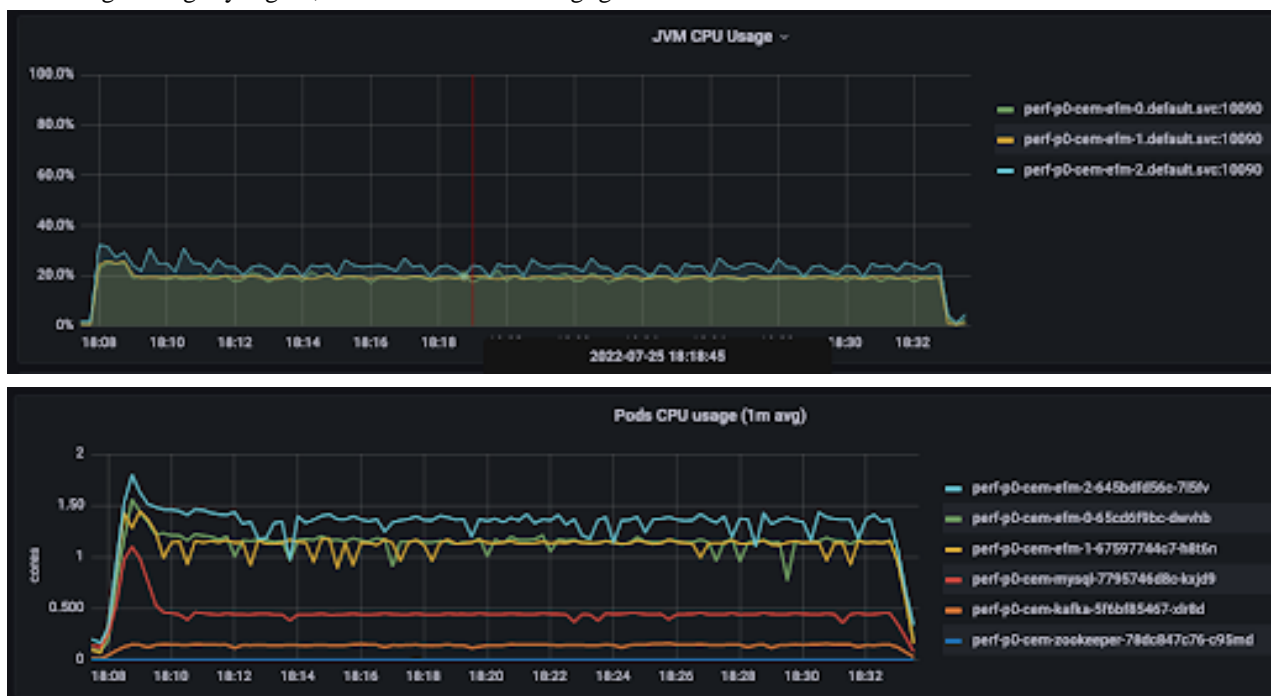 JVM CPU Usage
100.0%
80.0%
60.0%
40.0%
20.0%
0%
18:08 18:10 18:12 18:14 18:16 18:18 18:30 18:32
2022-07-25 18:18:45
perf-p0-cem-efm-0.default.svc:10090
perf-p0-cem-efm-1.default.svc:10090
perf-p0-cem-efm-2.default.svc:10090
Pods CPU usage (1m avg)
cores
2
1.50
1
0.500
0
18:08 18:10 18:12 18:14 18:16 18:18 18:20 18:22 18:24 18:26 18:28 18:30 18:32
perf-p0-cem-efm-2-645bdfd56c-7l5fv
perf-p0-cem-efm-0-65cd6f9bc-dwvhb
perf-p0-cem-efm-1-67597744c7-h8t6n
perf-p0-cem-mysql-7795746d8c-kxjd9
perf-p0-cem-kafka-5f6bf85467-xlr8d
perf-p0-cem-zookeeper-78dc847c76-c95md